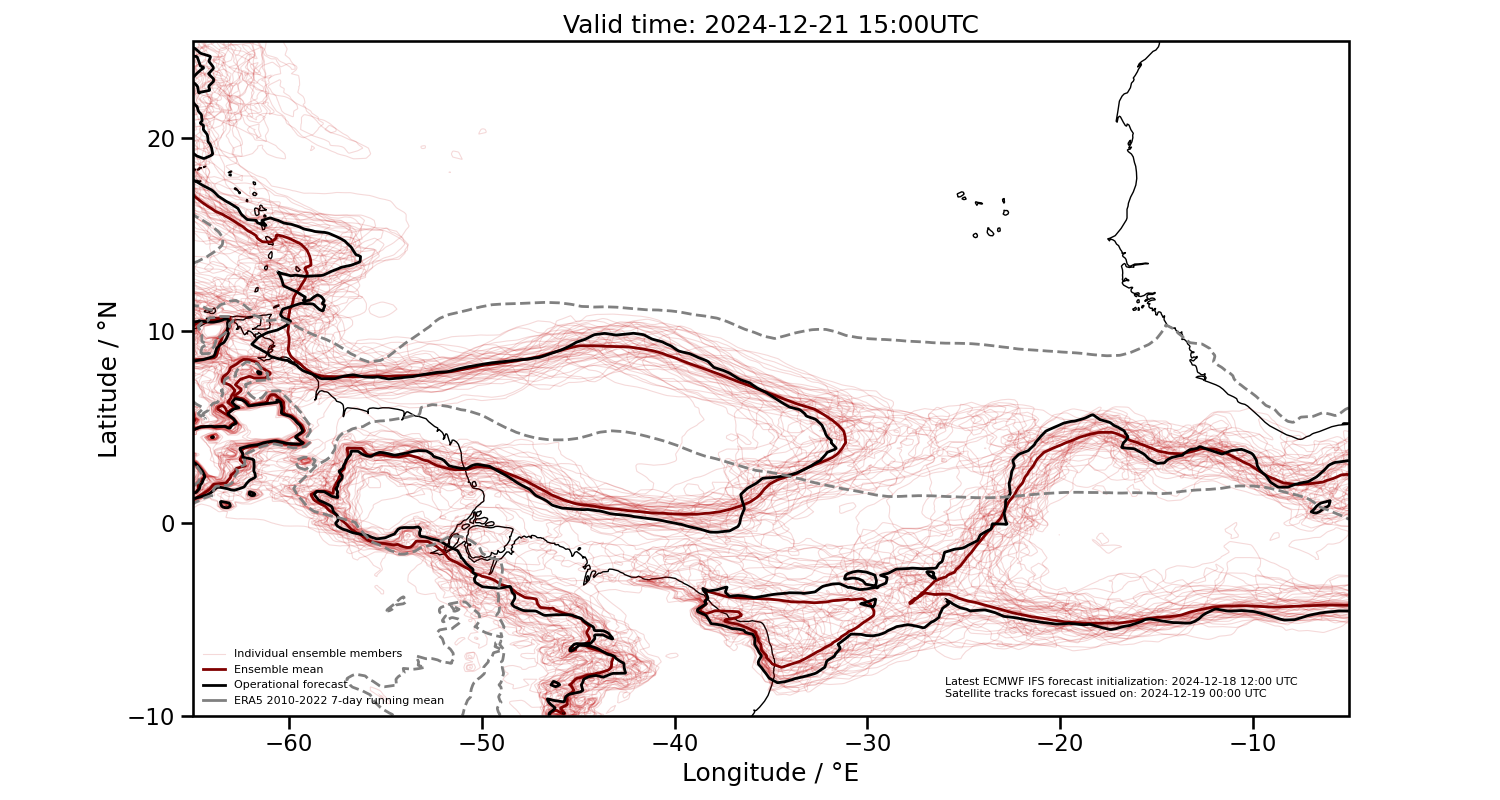 Valid time: 2024-12-21 15:00UTC
Latitude / °N
20
10
0
−10
Individual ensemble members
Ensemble mean
Operational forecast
ERA5 2010-2022 7-day running mean
Latest ECMWF IFS forecast initialization: 2024-12-18 12:00 UTC
Satellite tracks forecast issued on: 2024-12-19 00:00 UTC
−60 −50 −40 −30 −20 −10
Longitude / °E